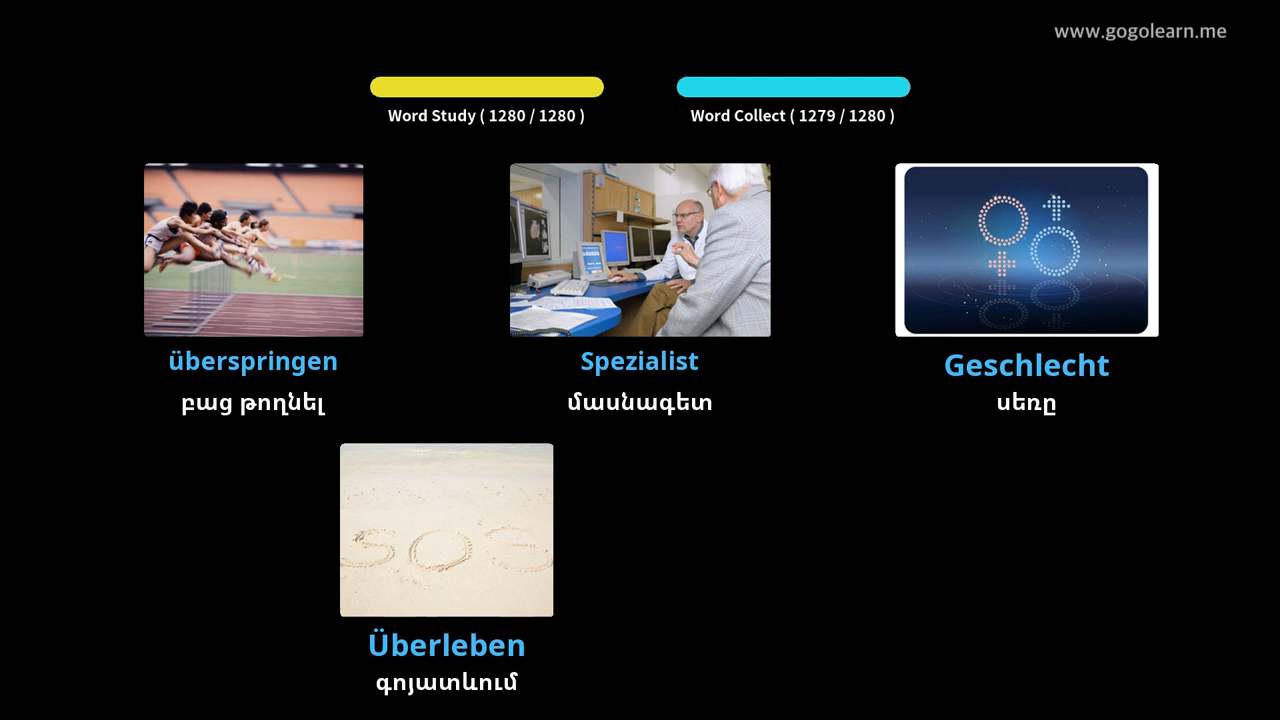 www.gogolearn.me
Word Study ( 1280 / 1280 )
Word Collect ( 1279 / 1280 )
überspringen
Spezialist
Geschlecht
բաց թողնել
մասնագետ
սեռը
SOS
Überleben
գոյատևում